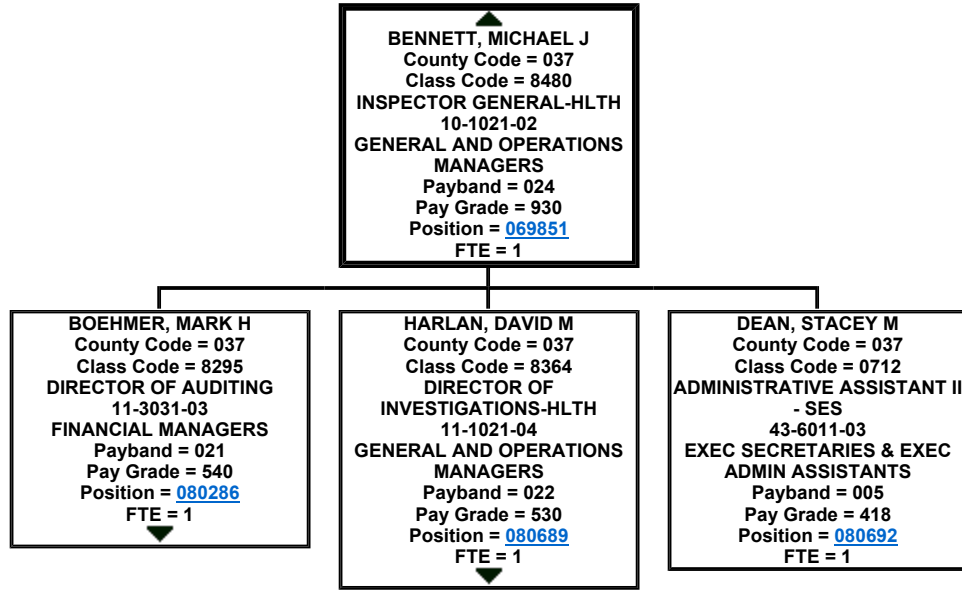 BENNETT, MICHAEL J
County Code = 037
Class Code = 8480
INSPECTOR GENERAL-HLTH
10-1021-02
GENERAL AND OPERATIONS
MANAGERS
Payband = 024
Pay Grade = 930
Position = 069851
FTE = 1
BOEHMER, MARK H
County Code = 037
Class Code = 8295
DIRECTOR OF AUDITING
11-3031-03
FINANCIAL MANAGERS
Payband = 021
Pay Grade = 540
Position = 080286
FTE = 1
HARLAN, DAVID M
County Code = 037
Class Code = 8364
DIRECTOR OF
INVESTIGATIONS-HLTH
11-1021-04
GENERAL AND OPERATIONS
MANAGERS
Payband = 022
Pay Grade = 530
Position = 080689
FTE = 1
DEAN, STACEY M
County Code = 037
Class Code = 0712
ADMINISTRATIVE ASSISTANT II
- SES
43-6011-03
EXEC SECRETARIES & EXEC
ADMIN ASSISTANTS
Payband = 005
Pay Grade = 418
Position = 080692
FTE = 1